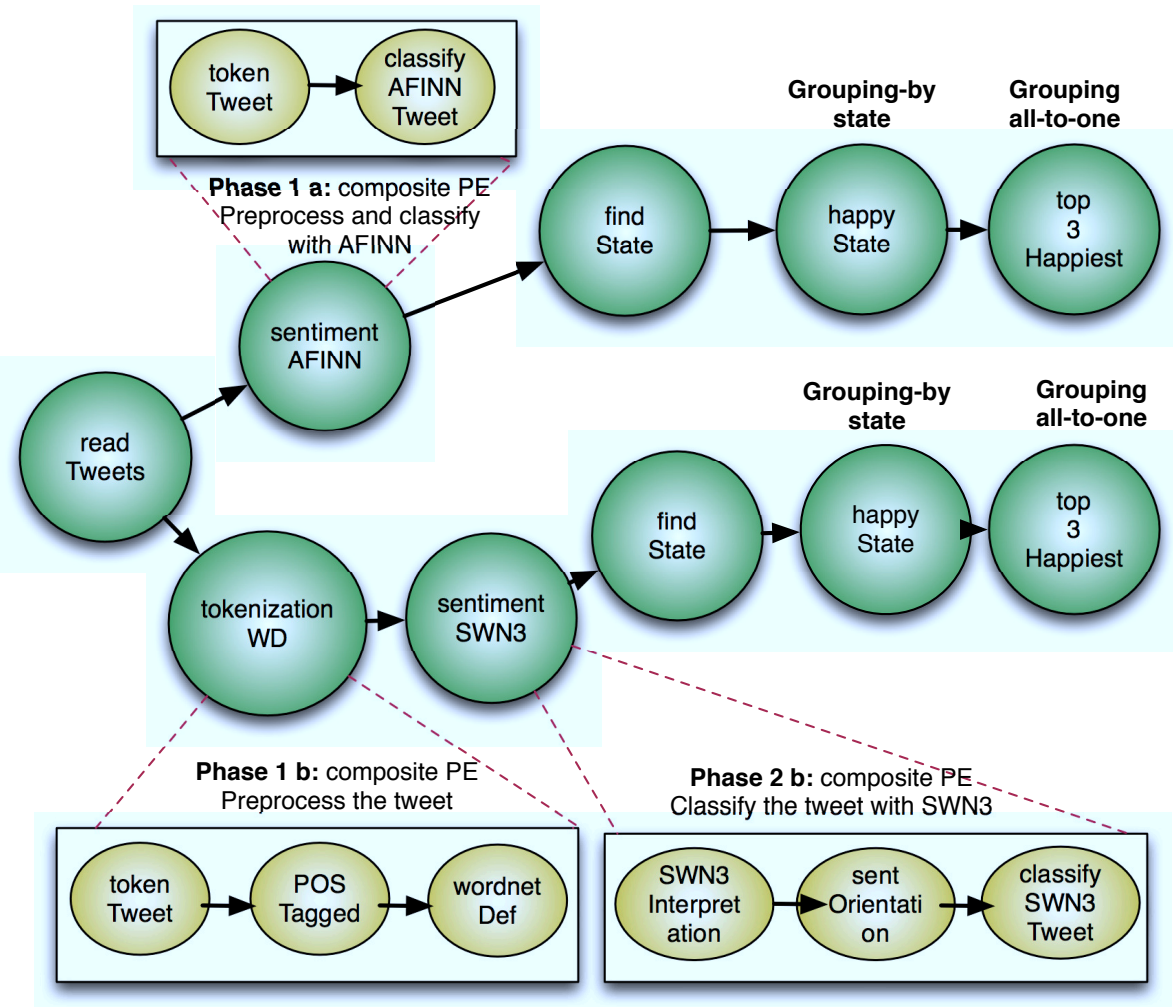 token
Tweet
classify
AFINN
Tweet
Phase 1 a: composite PE
Preprocess and classify
with AFINN
Grouping-by
state
Grouping
all-to-one
find
State
happy
State
top
3
Happiest
sentiment
AFINN
read
Tweets
Grouping-by
state
Grouping
all-to-one
find
State
happy
State
top
3
Happiest
tokenization
WD
sentiment
SWN3
Phase 1 b: composite PE
Preprocess the tweet
Phase 2 b: composite PE
Classify the tweet with SWN3
token
Tweet
POS
Tagged
wordnet
Def
SWN3
Interpret
ation
sent
Orientati
on
classify
SWN3
Tweet